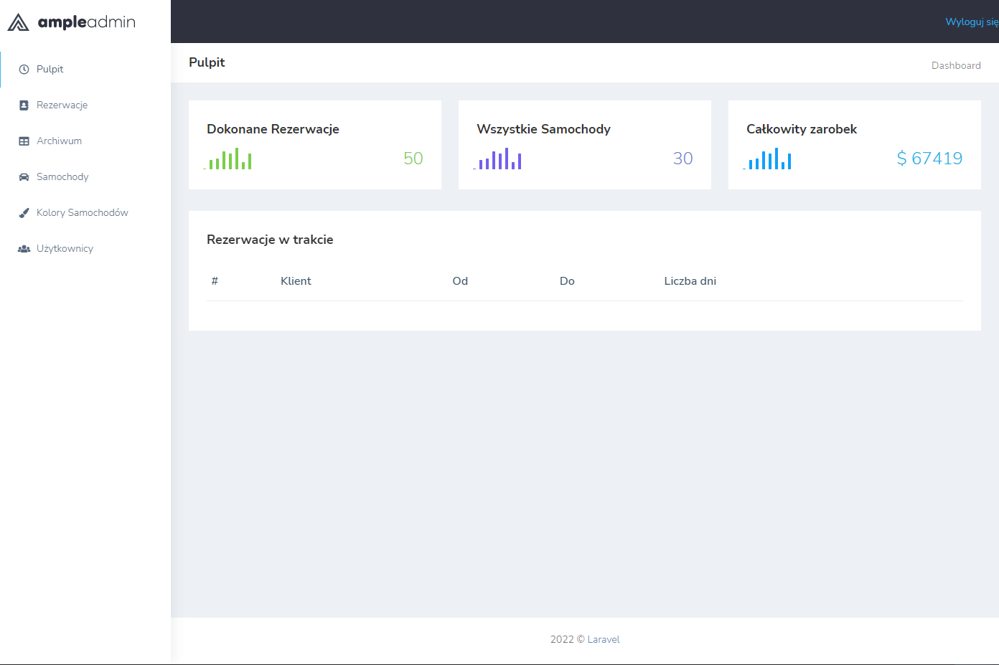 ampleadmin
Wyloguj się
Pulpit
Rezerwacje
Archiwum
Samochody
Kolory Samochodów
Użytkownicy
Pulpit
Dashboard
Dokonane Rezerwacje
50
Wszystkie Samochody
30
Całkowity zarobek
$ 67419
Rezerwacje w trakcie
# Klient Od Do Liczba dni
2022 © Laravel